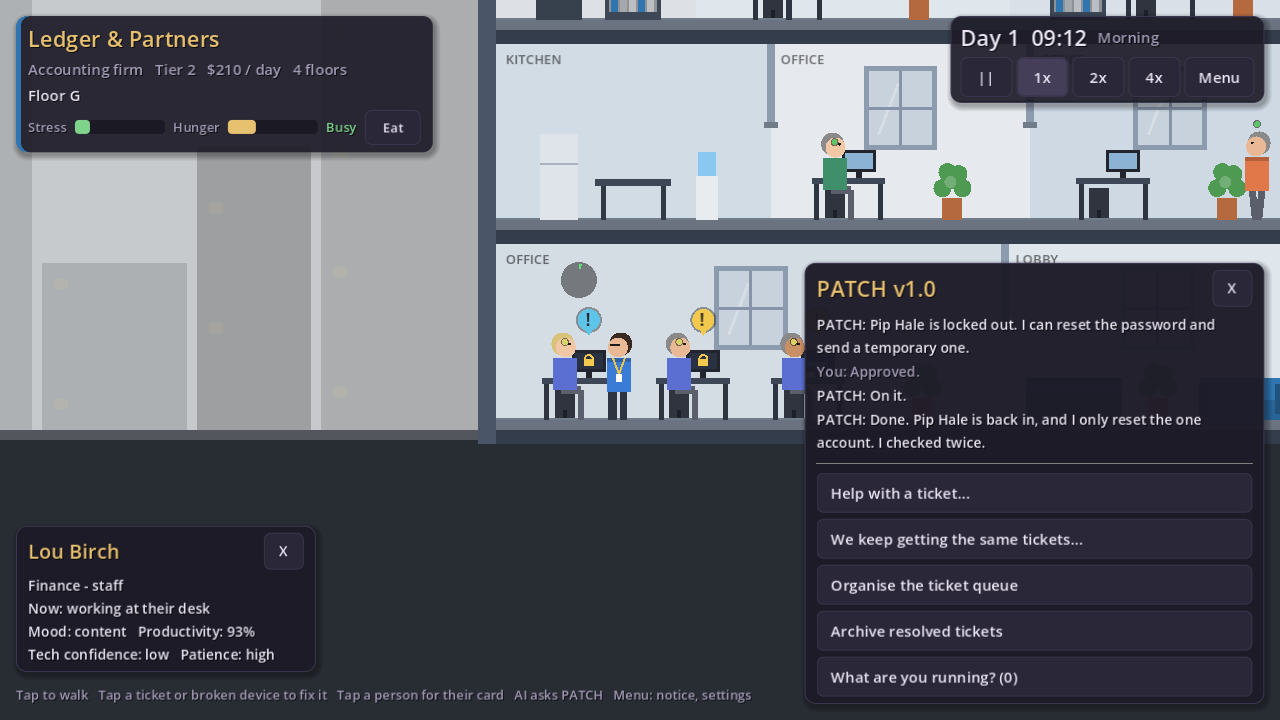 Ledger & Partners
Accounting firm Tier 2 $210 / day 4 floors
Floor G
Stress Hunger Busy Eat
KITCHEN
OFFICE
Day 1 09:12 Morning
|| 1x 2x 4x Menu
OFFICE
!
!
LOBBY
PATCH v1.0
X
PATCH: Pip Hale is locked out. I can reset the password and
send a temporary one.
You: Approved.
PATCH: On it.
PATCH: Done. Pip Hale is back in, and I only reset the one
account. I checked twice.
Help with a ticket...
We keep getting the same tickets...
Organise the ticket queue
Archive resolved tickets
What are you running? (0)
Lou Birch
X
Finance - staff
Now: working at their desk
Mood: content Productivity: 93%
Tech confidence: low Patience: high
Tap to walk Tap a ticket or broken device to fix it Tap a person for their card AI asks PATCH Menu: notice, settings